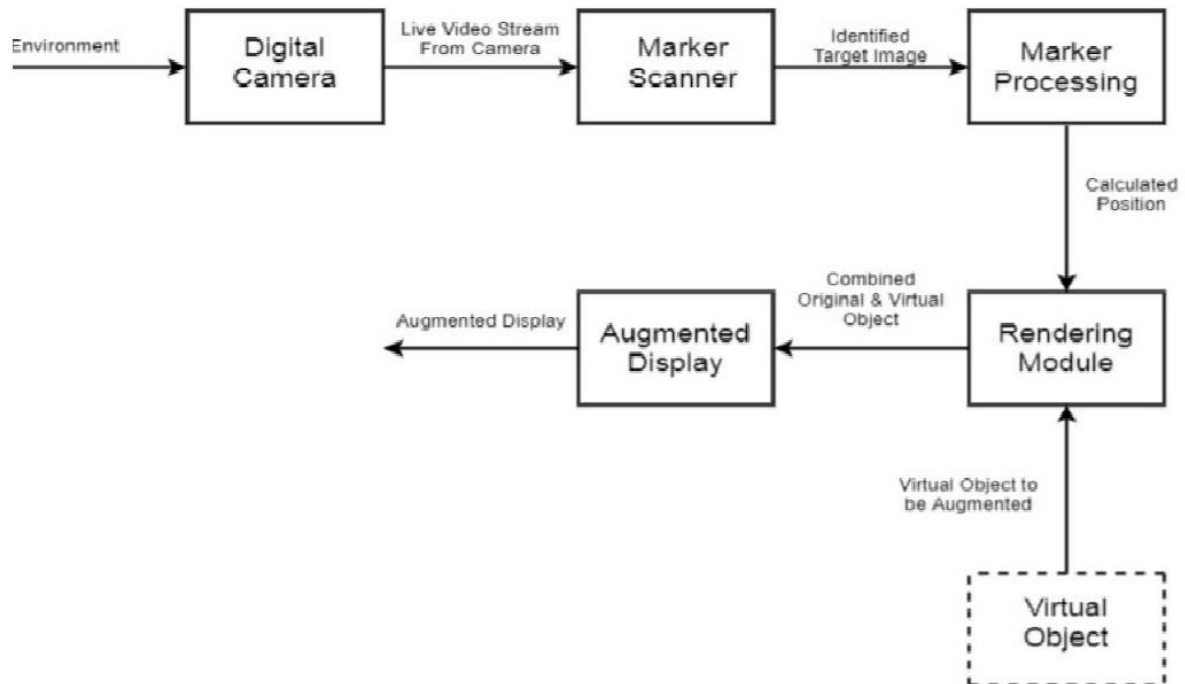 Environment
Digital
Camera
Live Video Stream
From Camera
Marker
Scanner
Identified
Target Image
Marker
Processing
Calculated
Position
Augmented Display
Augmented
Display
Combined
Original & Virtual
Object
Rendering
Module
Virtual Object to
be Augmented
Virtual
Object